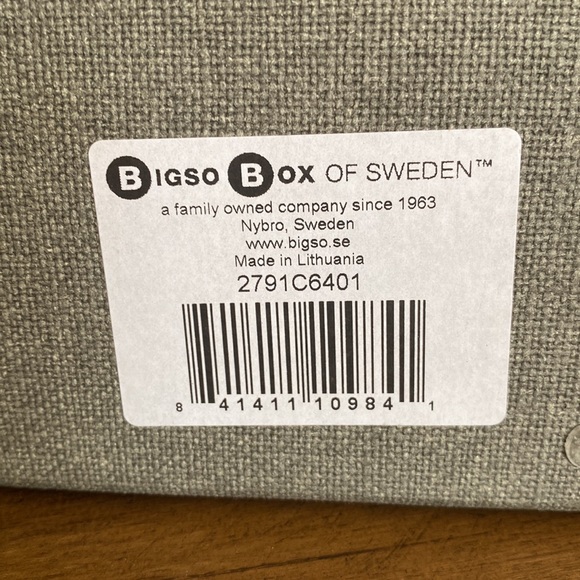 BIGSO BOX OF SWEDEN™
a family owned company since 1963
Nybro, Sweden
www.bigso.se
Made in Lithuania
2791C6401
8 41411 10984 1